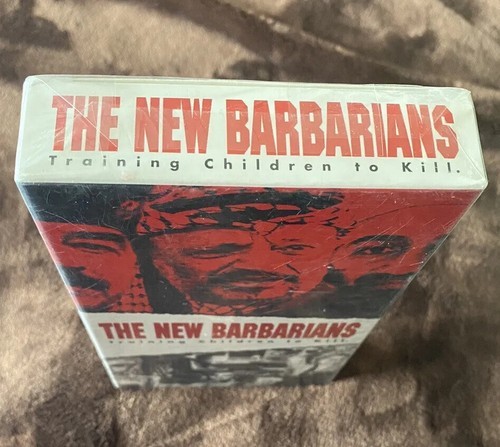 THE NEW BARBARIANS
Training Children to Kill.
THE NEW BARBARIANS
Training Children to Kill.